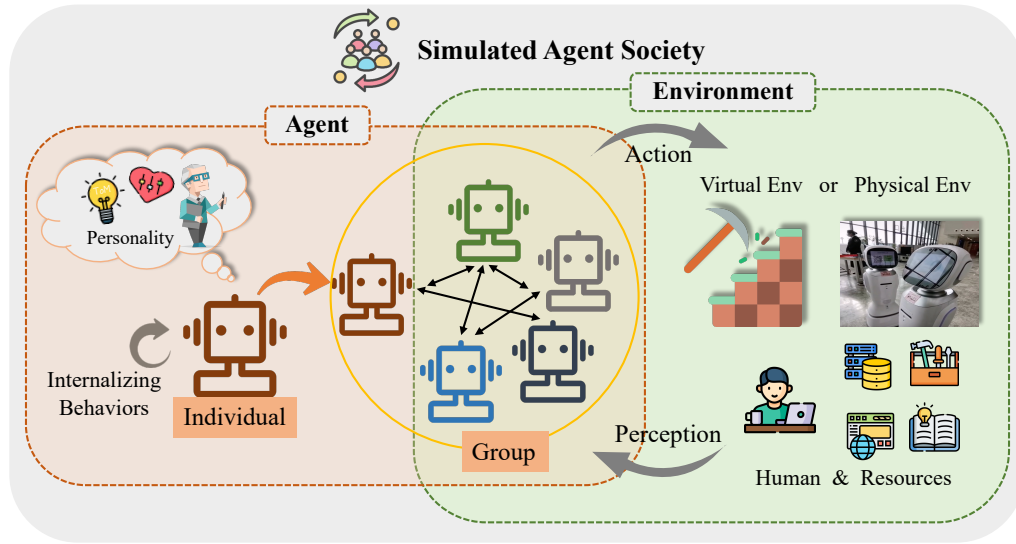 Simulated Agent Society
Environment
Agent
Action
Virtual Env or Physical Env
ToM
Personality
Internalizing
Behaviors
Individual
Group
Perception
Human & Resources